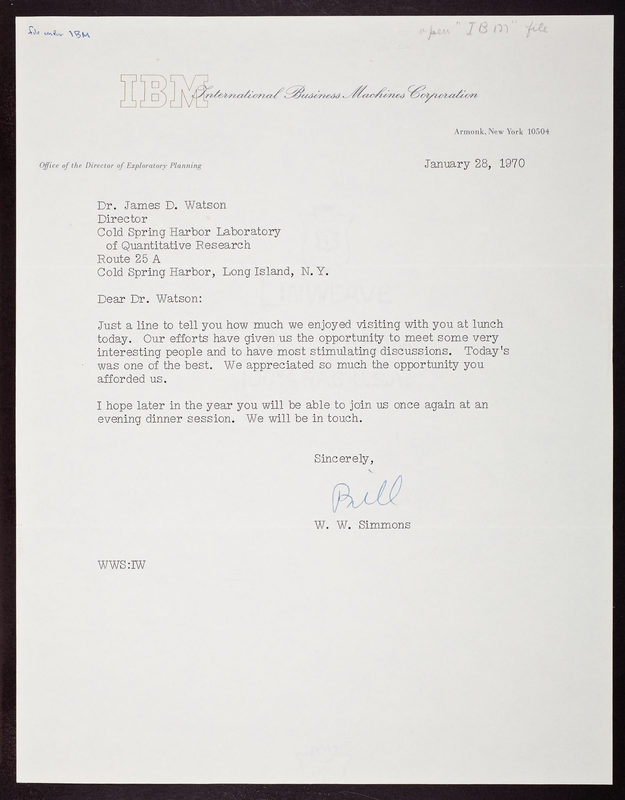 file under IBM
open "IBM" file
IBM International Business Machines Corporation
Armonk, New York 10504
Office of the Director of Exploratory Planning
January 28, 1970
Dr. James D. Watson
Director
Cold Spring Harbor Laboratory
of Quantitative Research
Route 25 A
Cold Spring Harbor, Long Island, N.Y.
Dear Dr. Watson:
Just a line to tell you how much we enjoyed visiting with you at lunch
today. Our efforts have given us the opportunity to meet some very
interesting people and to have most stimulating discussions. Today's
was one of the best. We appreciated so much the opportunity you
afforded us.
I hope later in the year you will be able to join us once again at an
evening dinner session. We will be in touch.
Sincerely,
Bill
W. W. Simmons
WWS:IW